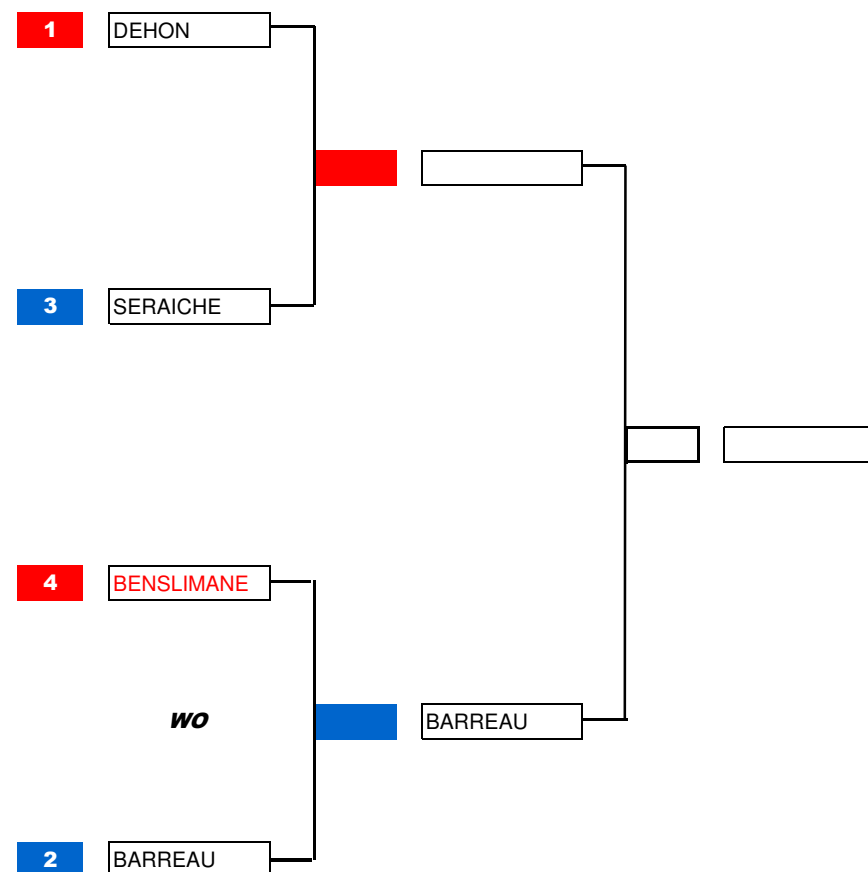 1 DEHON
3 SERAICHE
4 BENSLIMANE
WO
BARREAU
2 BARREAU